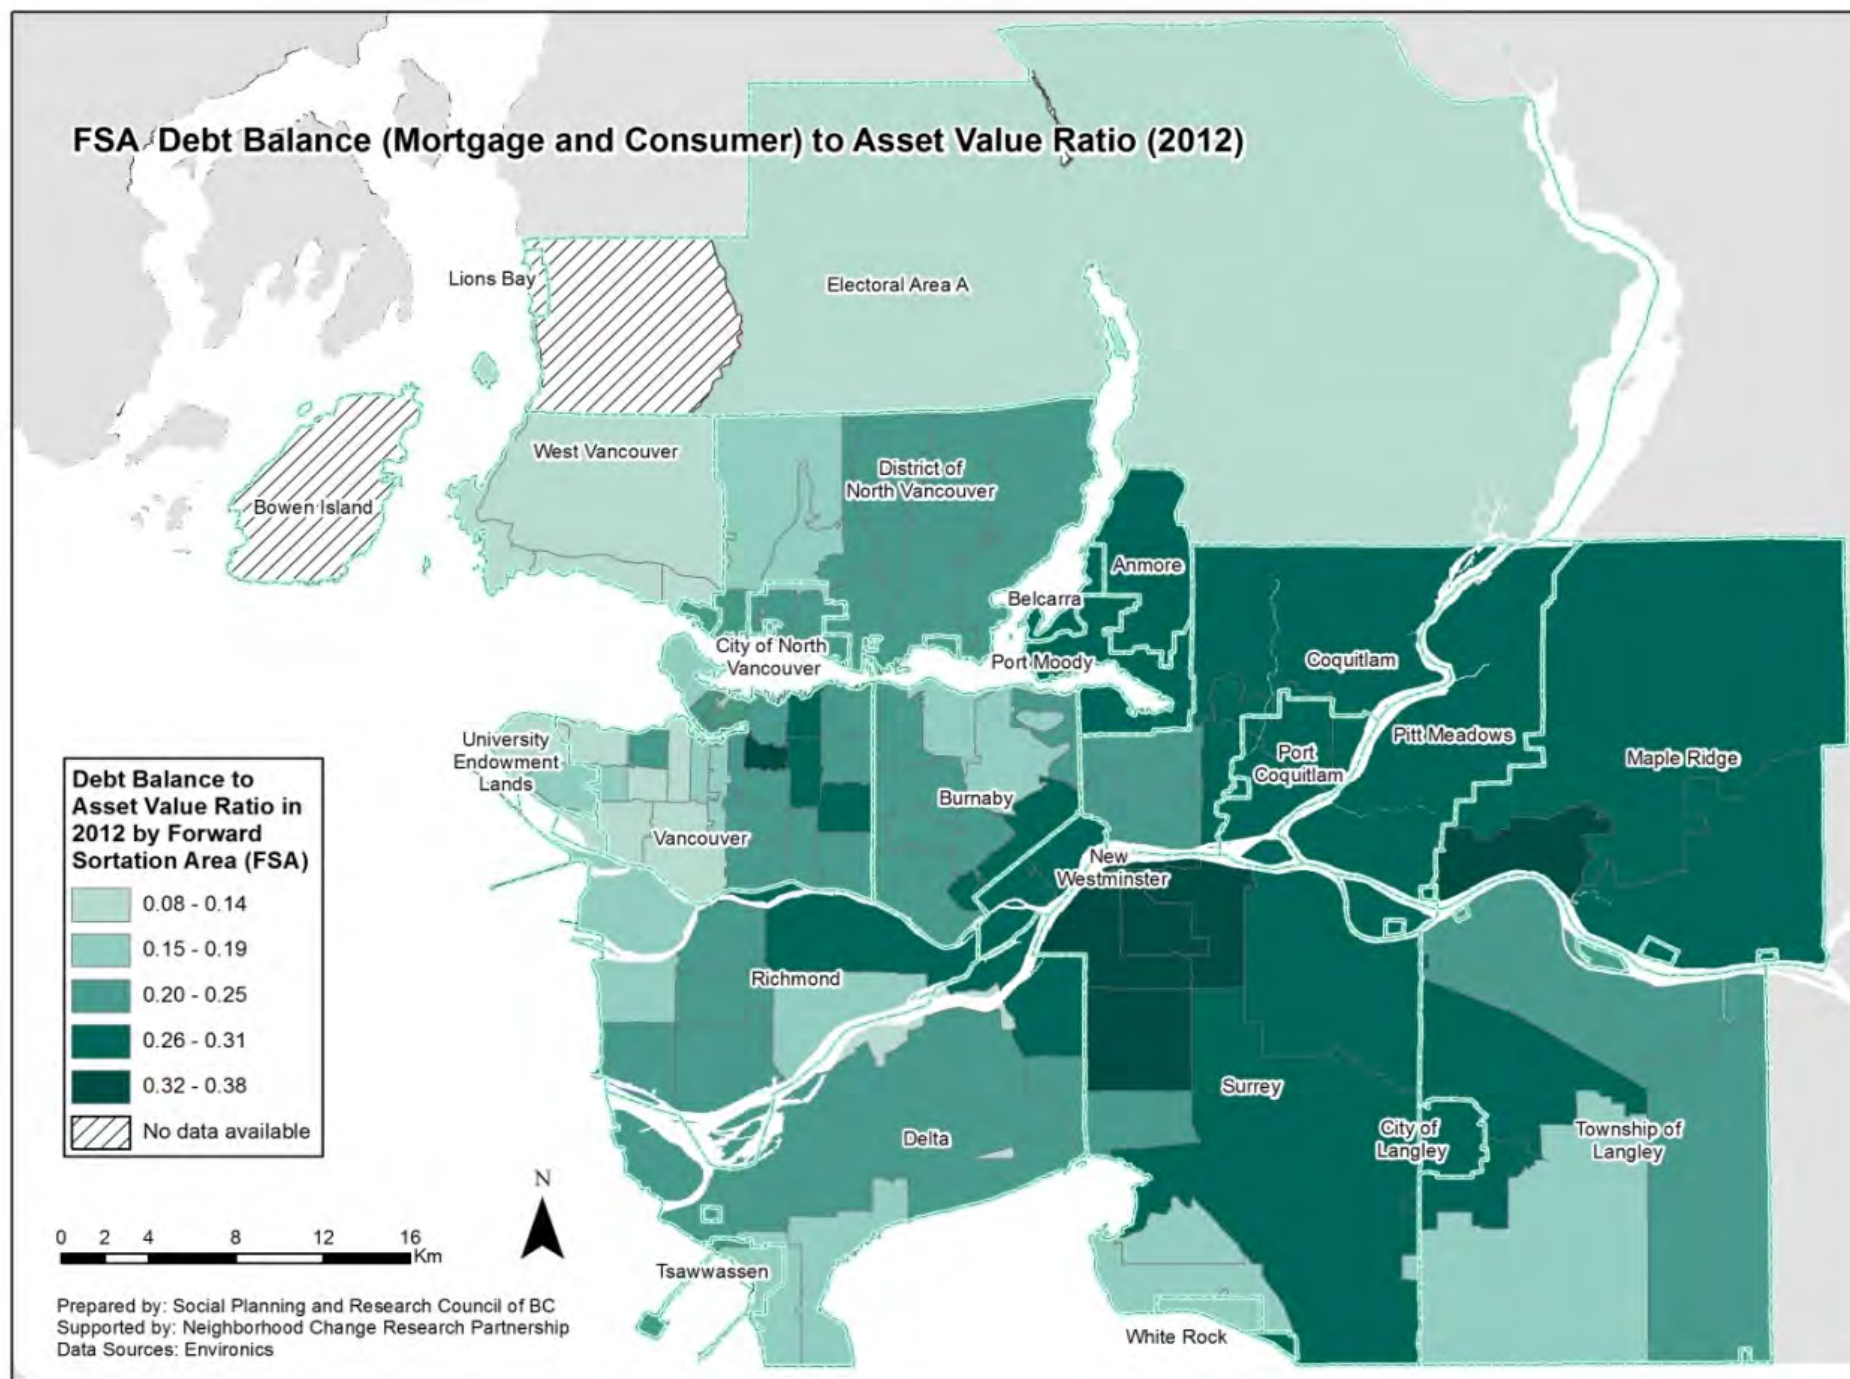 FSA Debt Balance (Mortgage and Consumer) to Asset Value Ratio (2012)
Lions Bay
Electoral Area A
West Vancouver
District of
North Vancouver
Bowen Island
Anmore
Belcarra
City of North
Vancouver
Port Moody
Coquitlam
University
Endowment
Lands
Pitt Meadows
Port
Coquitlam
Maple Ridge
Burnaby
Vancouver
New
Westminster
Richmond
Surrey
Delta
City of
Langley
Township of
Langley
Tsawwassen
White Rock
Debt Balance to
Asset Value Ratio in
2012 by Forward
Sortation Area (FSA)
0.08 - 0.14
0.15 - 0.19
0.20 - 0.25
0.26 - 0.31
0.32 - 0.38
No data available
N
0 2 4 8 12 16
Km
Prepared by: Social Planning and Research Council of BC
Supported by: Neighborhood Change Research Partnership
Data Sources: Environics